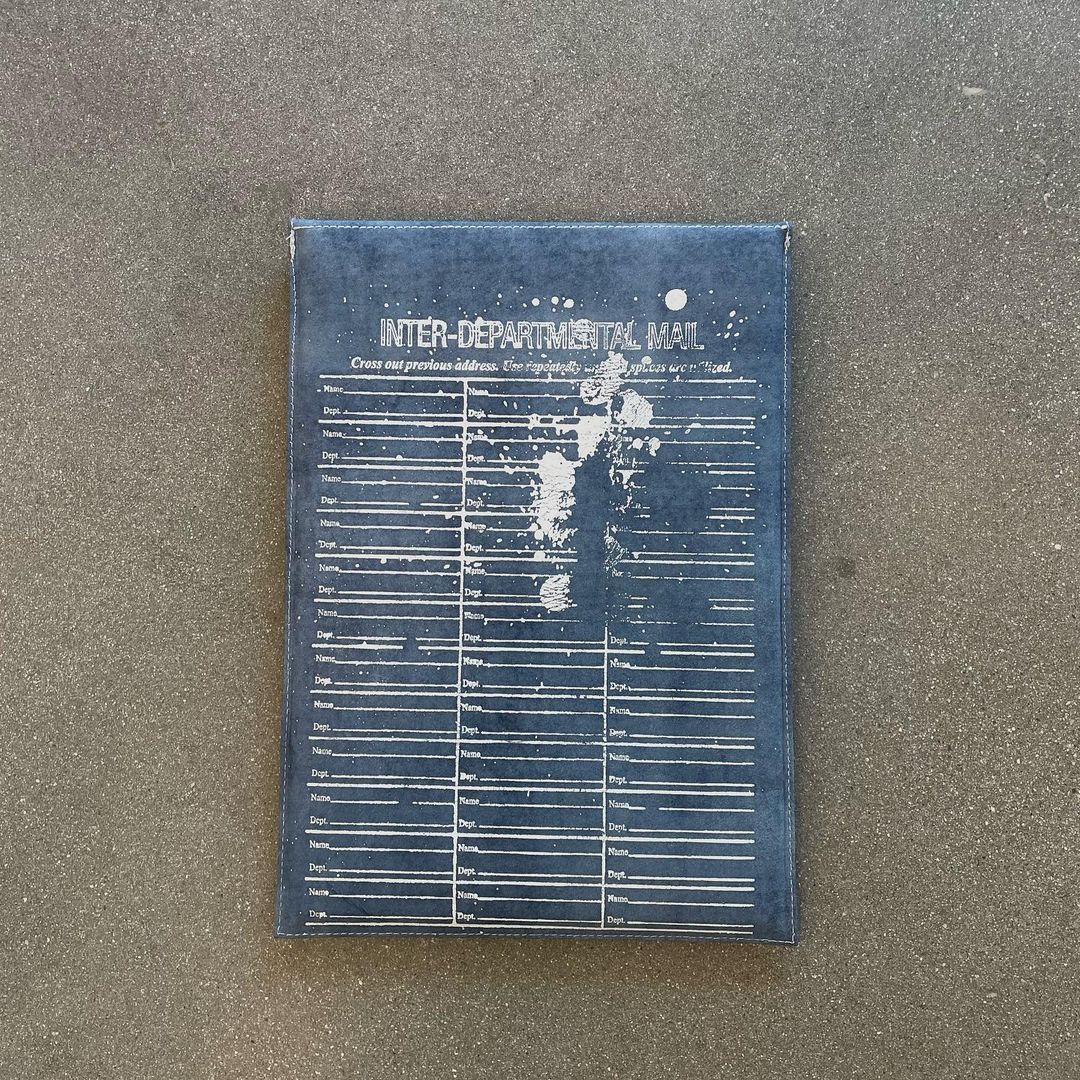 INTER-DEPARTMENTAL MAIL
Cross out previous address. Use repeatedly spaces are utilized.
Name Name
Dept. Dept.
Name Name
Dept. Dept.
Name Name
Dept. Dept.
Name Name
Dept. Dept.
Name Name
Dept. Dept.
Name Name
Dept. Dept. Dept.
Name Name Name
Dept. Dept. Dept.
Name Name Name
Dept. Dept. Dept.
Name Name Name
Dept. Dept. Dept.
Name Name Name
Dept. Dept. Dept.
Name Name Name
Dept. Dept. Dept.
Name Name Name
Dept. Dept. Dept.